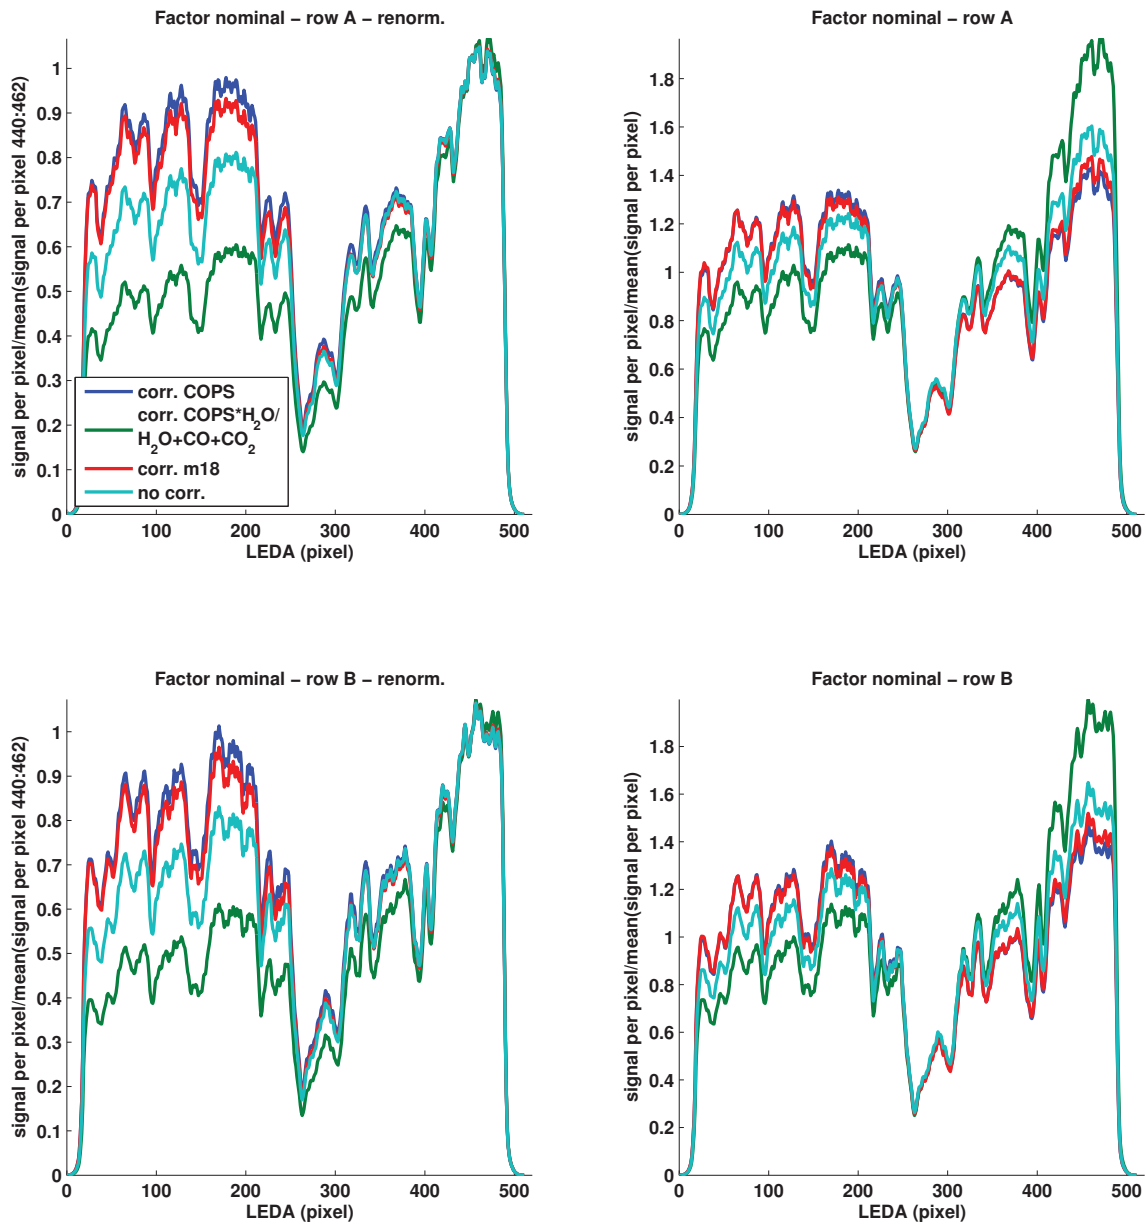 Factor nominal − row A − renorm.
signal per pixel/mean(signal per pixel 440:462)
1
0.9
0.8
0.7
0.6
0.5
0.4
0.3
0.2
0.1
0
corr. COPS
corr. COPS*H2O/
H2O+CO+CO2
corr. m18
no corr.
0 100 200 300 400 500
LEDA (pixel)
Factor nominal − row A
signal per pixel/mean(signal per pixel)
1.8
1.6
1.4
1.2
1
0.8
0.6
0.4
0.2
0
0 100 200 300 400 500
LEDA (pixel)
Factor nominal − row B − renorm.
signal per pixel/mean(signal per pixel 440:462)
1
0.9
0.8
0.7
0.6
0.5
0.4
0.3
0.2
0.1
0
0 100 200 300 400 500
LEDA (pixel)
Factor nominal − row B
signal per pixel/mean(signal per pixel)
1.8
1.6
1.4
1.2
1
0.8
0.6
0.4
0.2
0
0 100 200 300 400 500
LEDA (pixel)